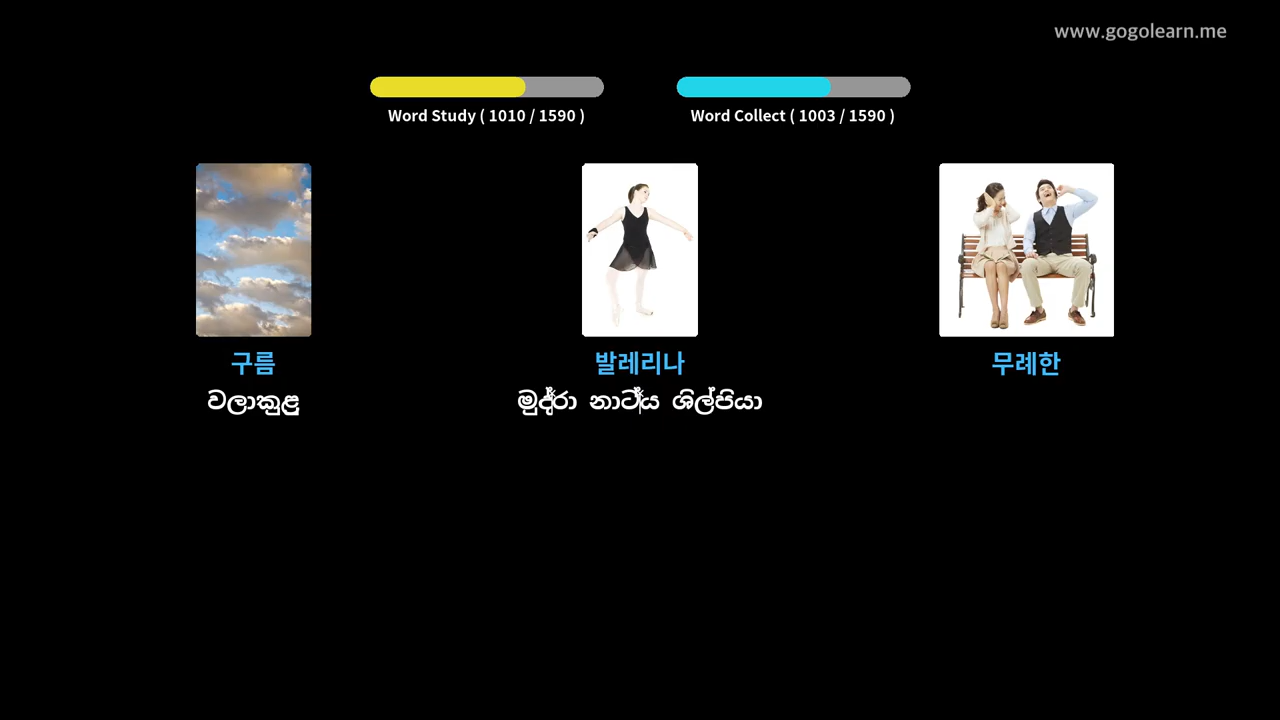 www.gogolearn.me
Word Study ( 1010 / 1590 )
Word Collect ( 1003 / 1590 )
구름
발레리나
무례한
වලාකුළ
මුද්‍රා නාට්‍ය ශිල්පියා